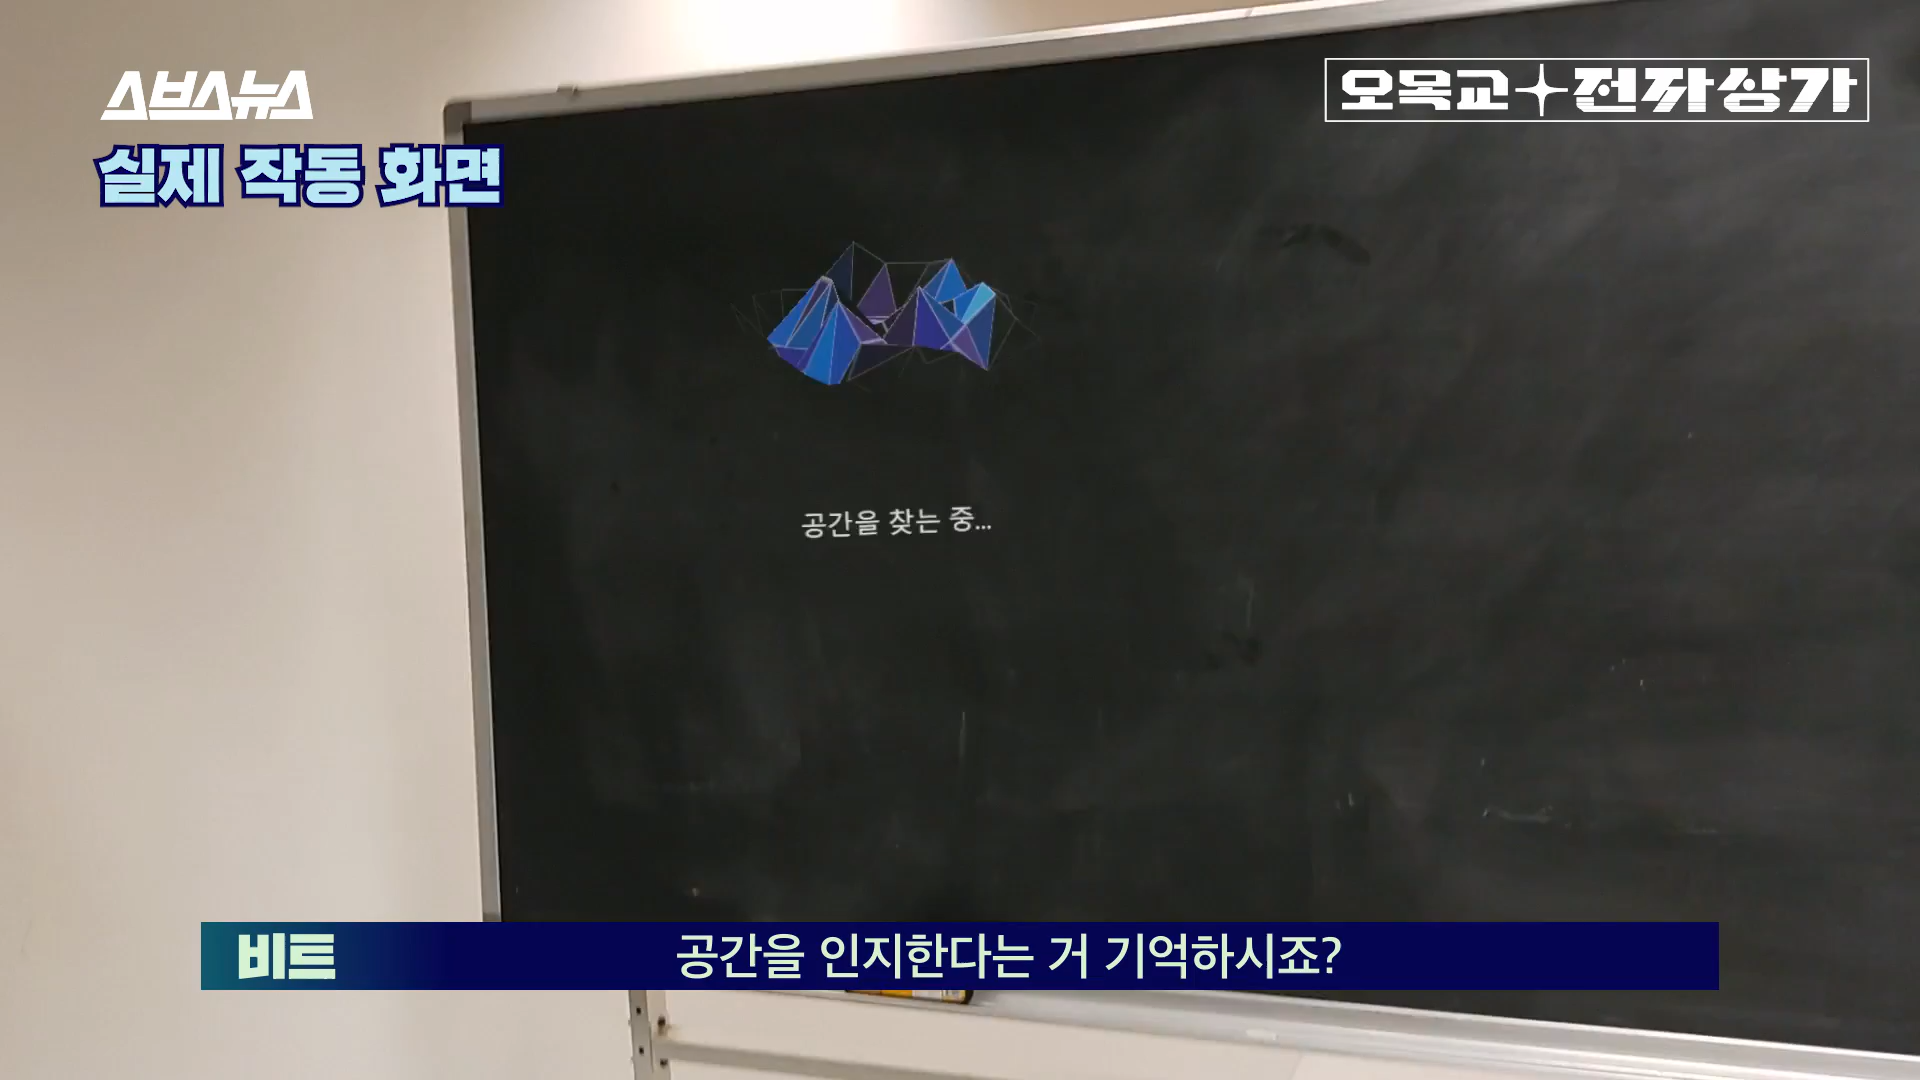 스브스뉴스
오목교 전자상가
실제 작동 화면
공간을 찾는 중...
비트
공간을 인지한다는 거 기억하시죠?